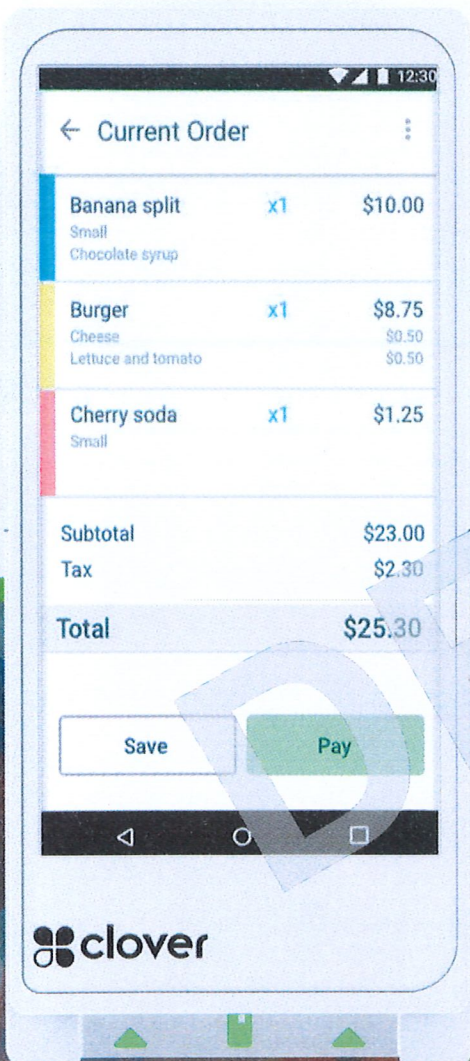 12:30
Current Order
Banana split x1 $10.00
Small
Chocolate syrup
Burger x1 $8.75
Cheese $0.50
Lettuce and tomato $0.50
Cherry soda x1 $1.25
Small
Subtotal $23.00
Tax $2.30
Total $25.30
Save Pay
clover